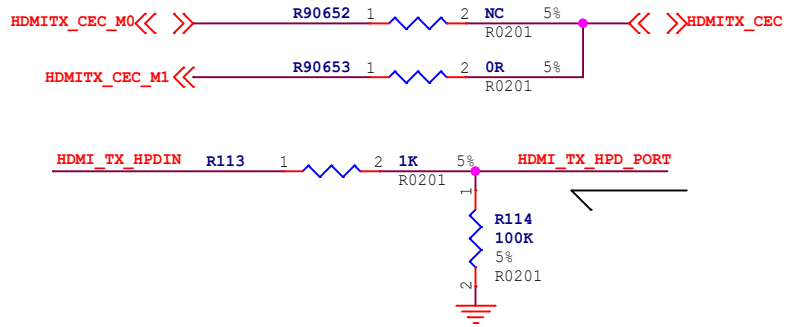 HDMITX_CEC_M0 R90652 1 2 NC 5% HDMITX_CEC
R0201
HDMITX_CEC_M1 R90653 1 2 0R 5%
R0201
HDMI_TX_HPDIN R113 1 2 1K 5% HDMI_TX_HPD_PORT
R0201
1
R114
100K
5%
R0201
2